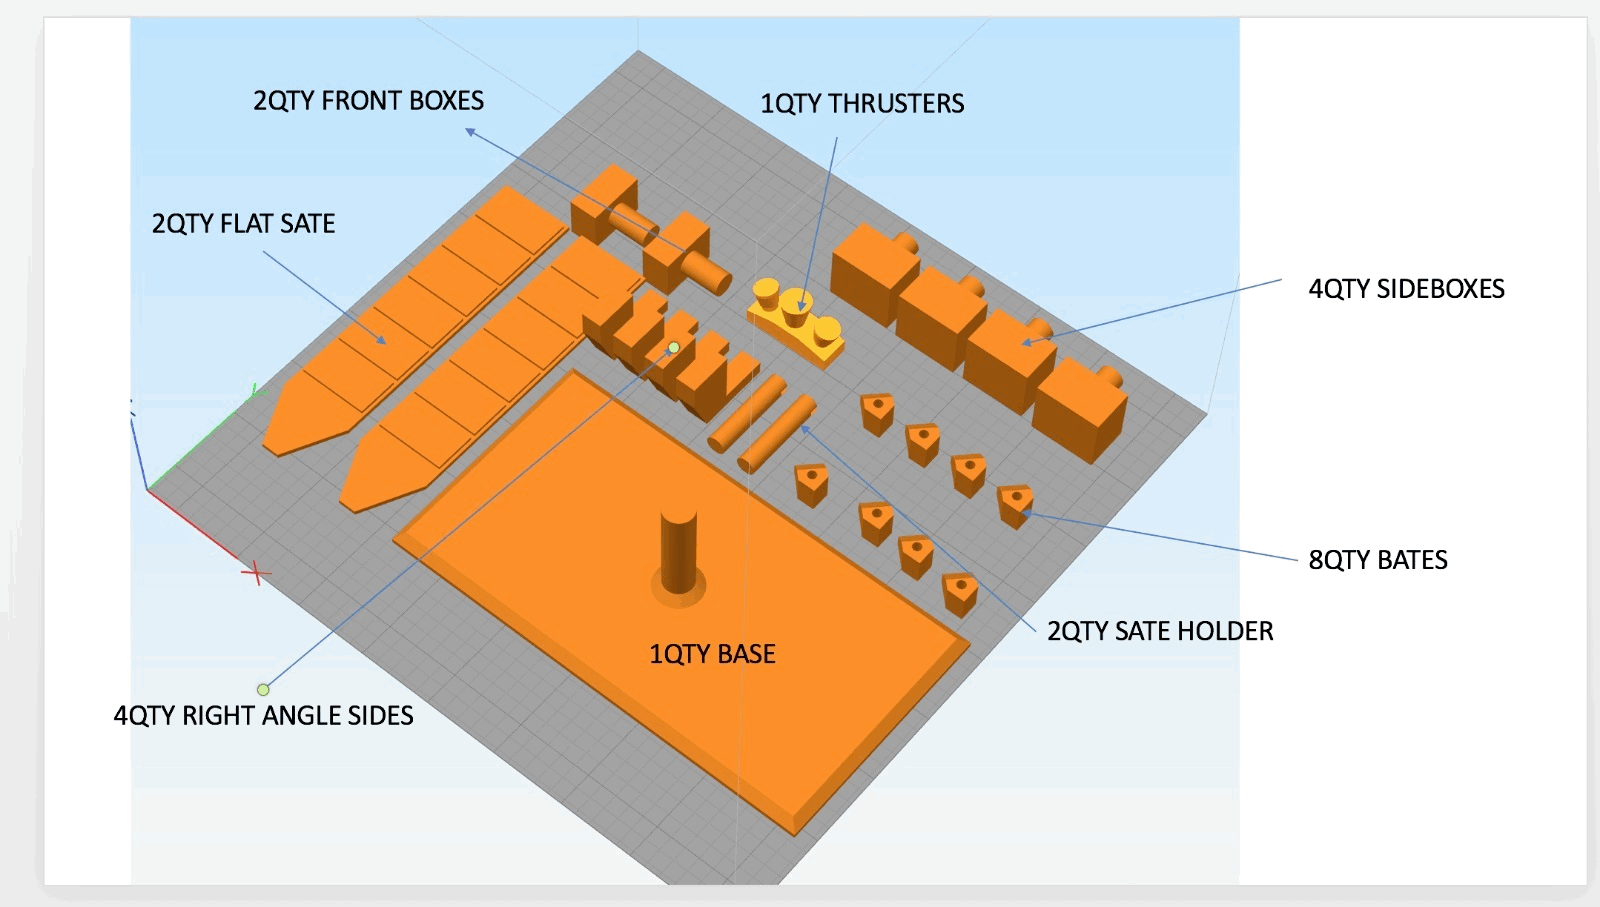 2QTY FRONT BOXES
1QTY THRUSTERS
2QTY FLAT SATE
4QTY SIDEBOXES
8QTY BATES
2QTY SATE HOLDER
1QTY BASE
4QTY RIGHT ANGLE SIDES